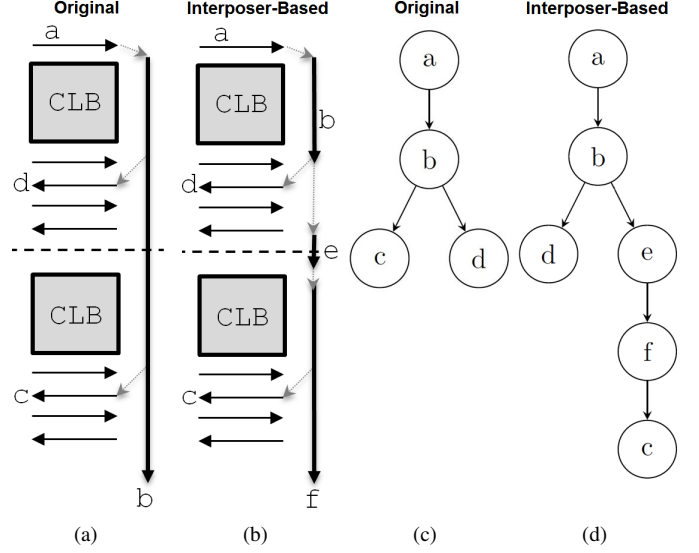 Original
Interposer-Based
Original
Interposer-Based
a
CLB
d
CLB
c
b
a
CLB
b
d
e
CLB
c
f
a
b
c
d
a
b
d
e
f
c
(a)
(b)
(c)
(d)